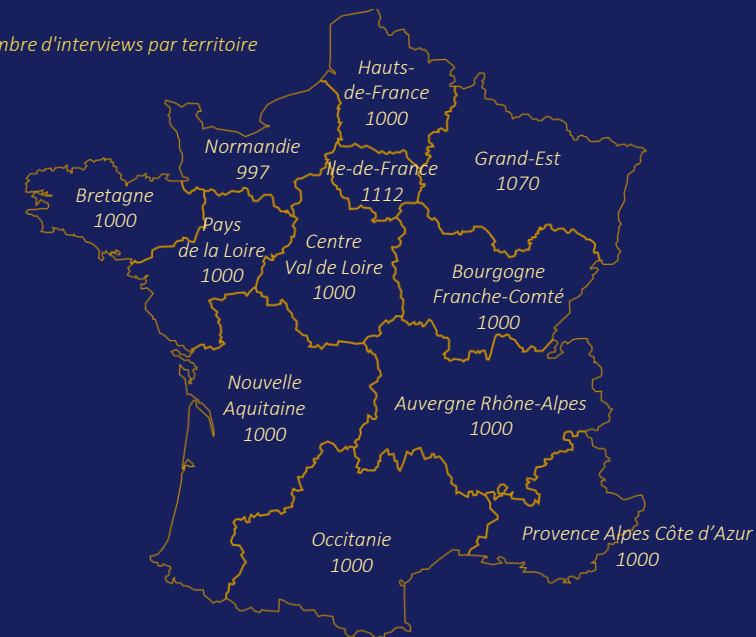 d'interviews par territoire
Hauts-
de-France
1000
Normandie
997
Ile-de-France
1112
Grand-Est
1070
Bretagne
1000
Pays
de la Loire
1000
Centre
Val de Loire
1000
Bourgogne
Franche-Comté
1000
Nouvelle
Aquitaine
1000
Auvergne Rhône-Alpes
1000
Occitanie
1000
Provence Alpes Côte d’Azur
1000